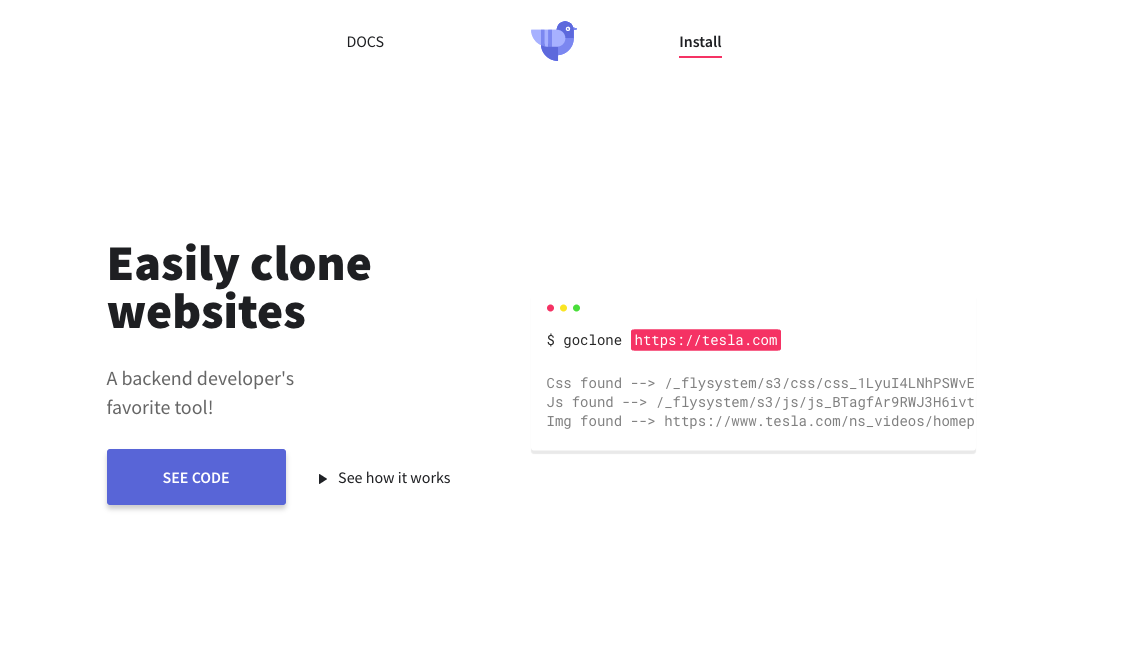 DOCS
Install
Easily clone
websites
A backend developer's
favorite tool!
SEE CODE
See how it works
$ goclone https://tesla.com
Css found --> /_flysystem/s3/css/css_1LyuI4LNhPSWvE
Js found --> /_flysystem/s3/js/js_BTagfAr9RWJ3H6ivt
Img found --> https://www.tesla.com/ns_videos/homep